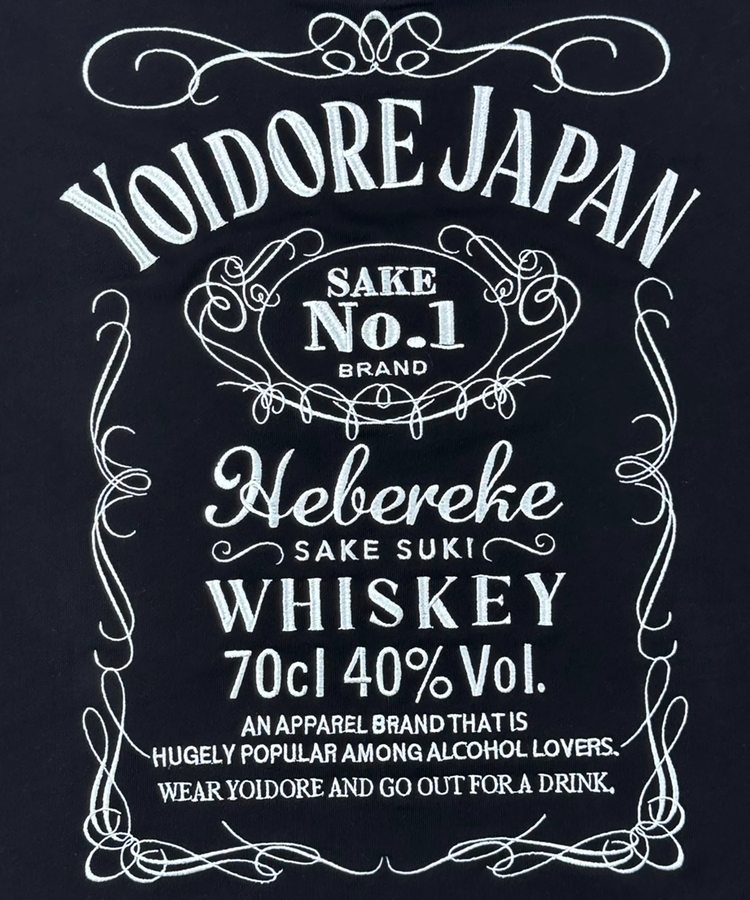 YOIDORE JAPAN
SAKE
No.1
BRAND
Hebereke
SAKE SUKI
WHISKEY
70cl 40% Vol.
AN APPAREL BRAND THAT IS
HUGELY POPULAR AMONG ALCOHOL LOVERS.
WEAR YOIDORE AND GO OUT FOR A DRINK.